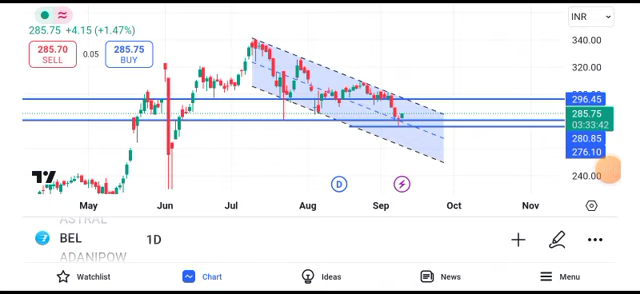 INR
285.75 +4.15 (+1.47%)
285.70
SELL
0.05
285.75
BUY
340.00
320.00
296.45
285.75
03:33:42
280.85
276.10
240.00
D
May Jun Jul Aug Sep Oct Nov
ASTRAL
BEL
1D
ADANIPOW
Watchlist Chart Ideas News Menu